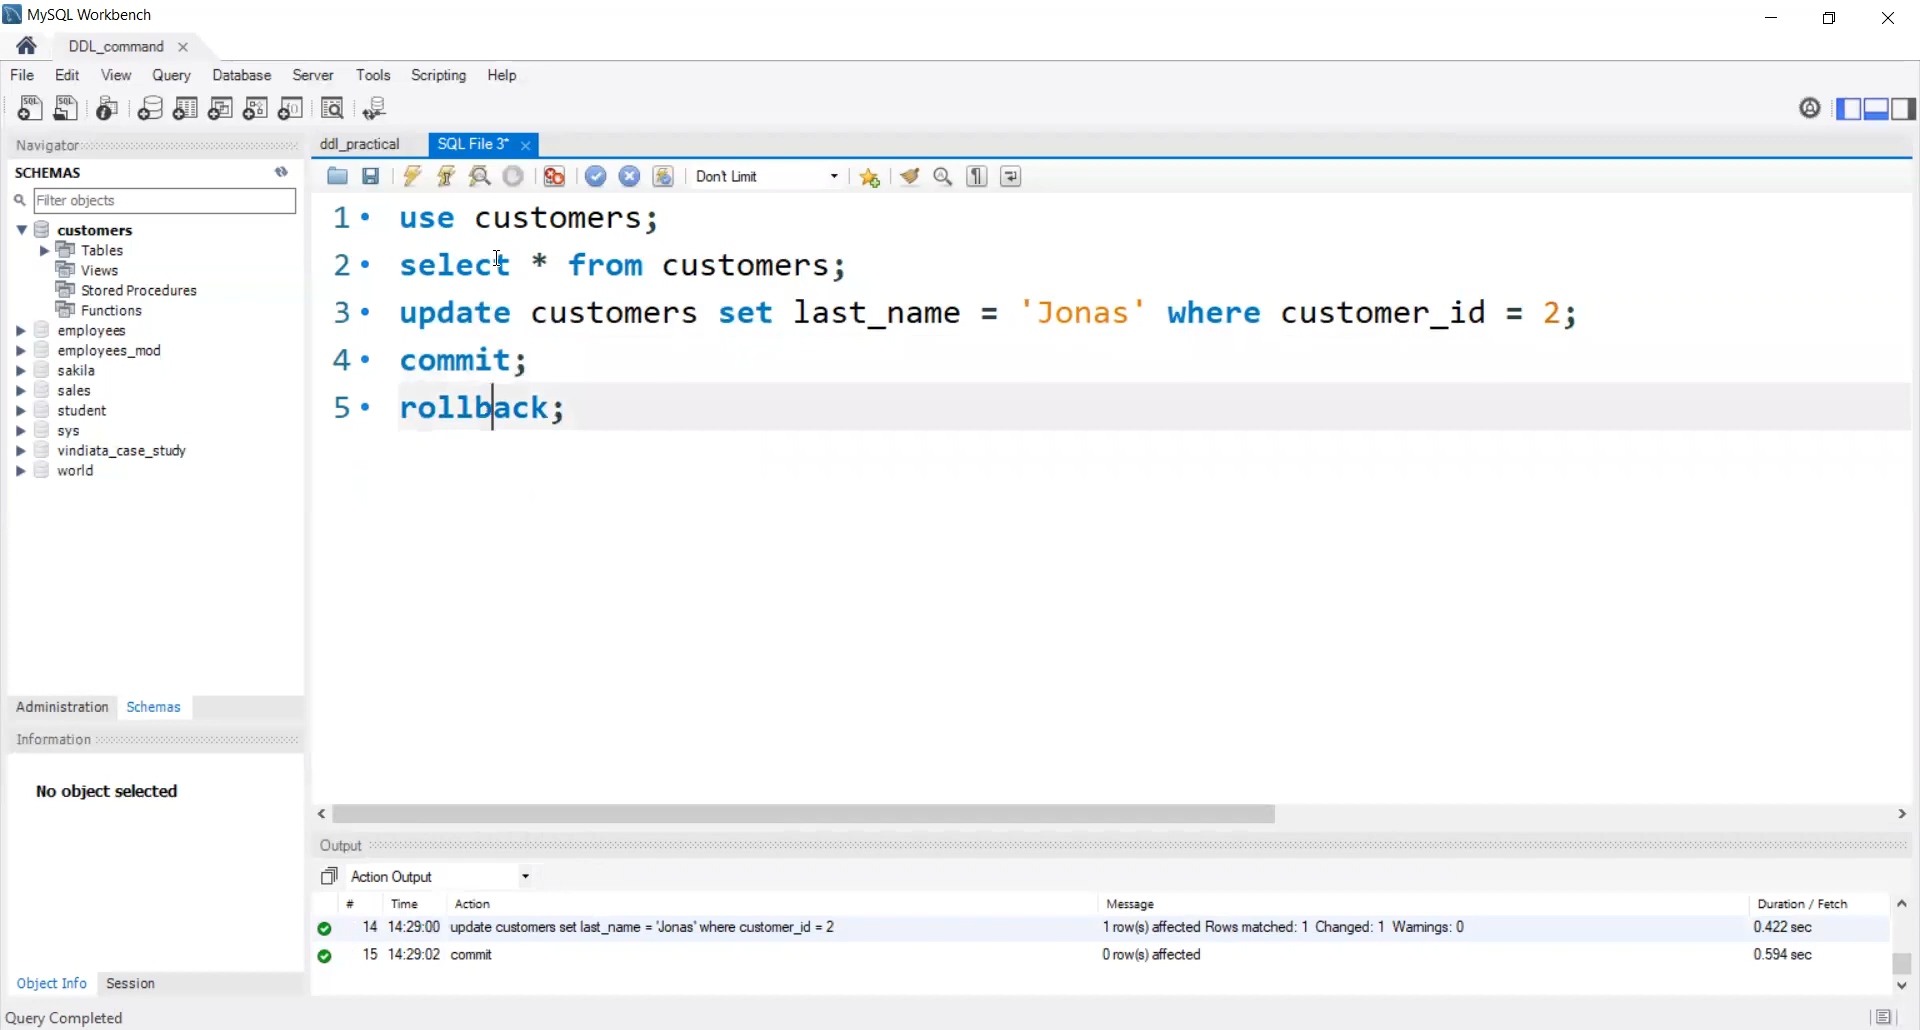 MySQL Workbench
DDL_command
File Edit View Query Database Server Tools Scripting Help
Navigator
SCHEMAS
Filter objects
customers
Tables
Views
Stored Procedures
Functions
employees
employees_mod
sakila
sales
student
sys
vindiata_case_study
world
Administration Schemas
Information
No object selected
Object Info Session
ddl_practical SQL File 3*
Don't Limit
1 use customers;
2 select * from customers;
3 update customers set last_name = 'Jonas' where customer_id = 2;
4 commit;
5 rollback;
Output
Action Output
# Time Action Message Duration / Fetch
14 14:29:00 update customers set last_name = 'Jonas' where customer_id = 2 1 row(s) affected Rows matched: 1 Changed: 1 Warnings: 0 0.422 sec
15 14:29:02 commit 0 row(s) affected 0.594 sec
Query Completed